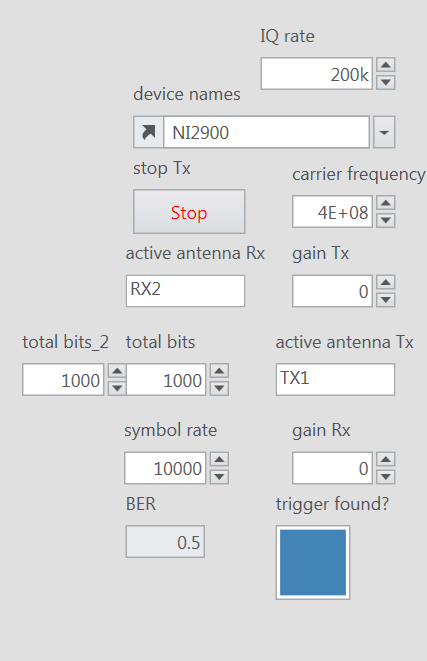 IQ rate
200k
device names
NI2900
stop Tx
carrier frequency
Stop
4E+08
active antenna Rx
gain Tx
RX2
0
total bits_2
total bits
active antenna Tx
1000
1000
TX1
symbol rate
gain Rx
10000
0
BER
trigger found?
0.5